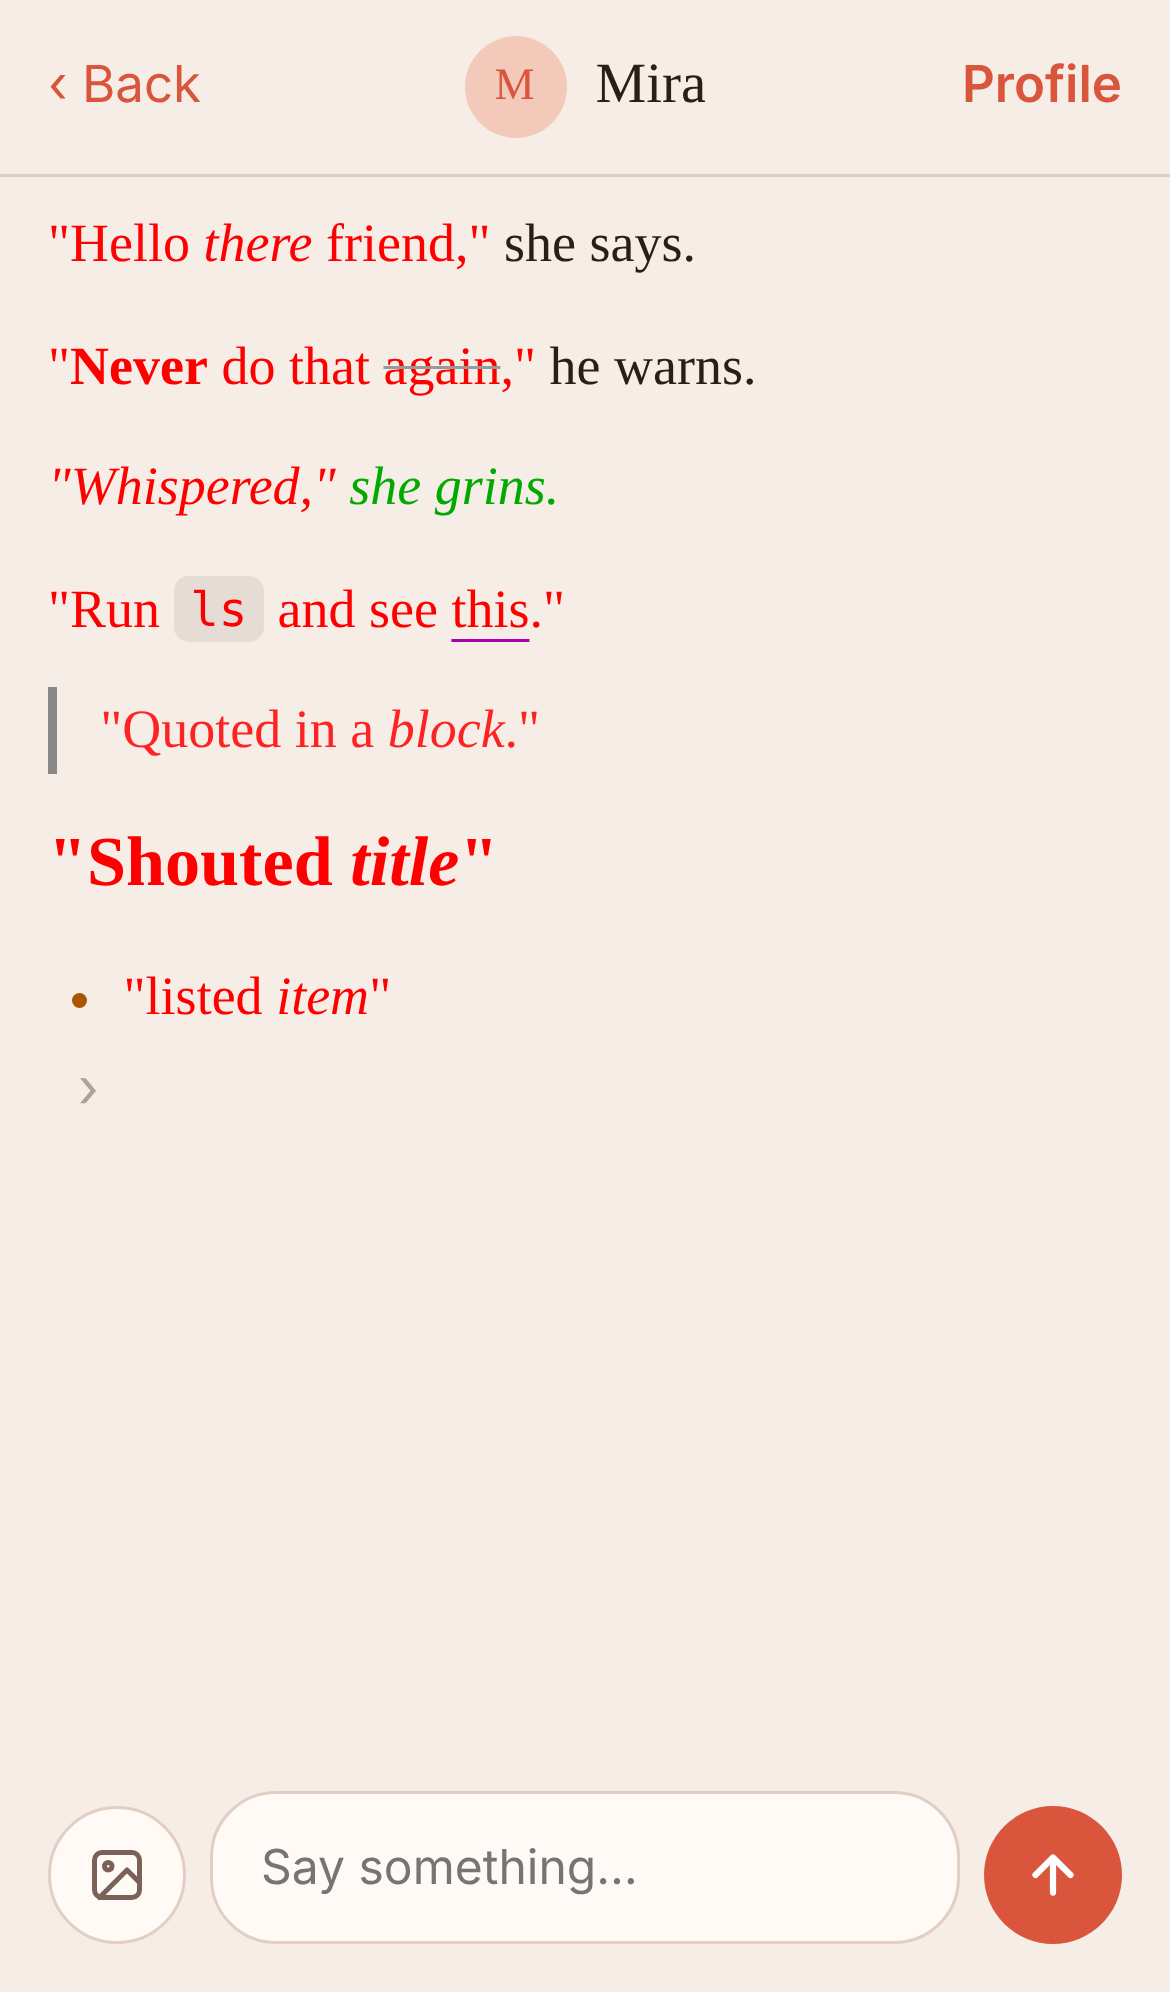 ‹ Back
M
Mira
Profile
"Hello there friend," she says.
"Never do that again," he warns.
"Whispered," she grins.
"Run ls and see this."
"Quoted in a block."
"Shouted title"
• "listed item"
›
Say something...